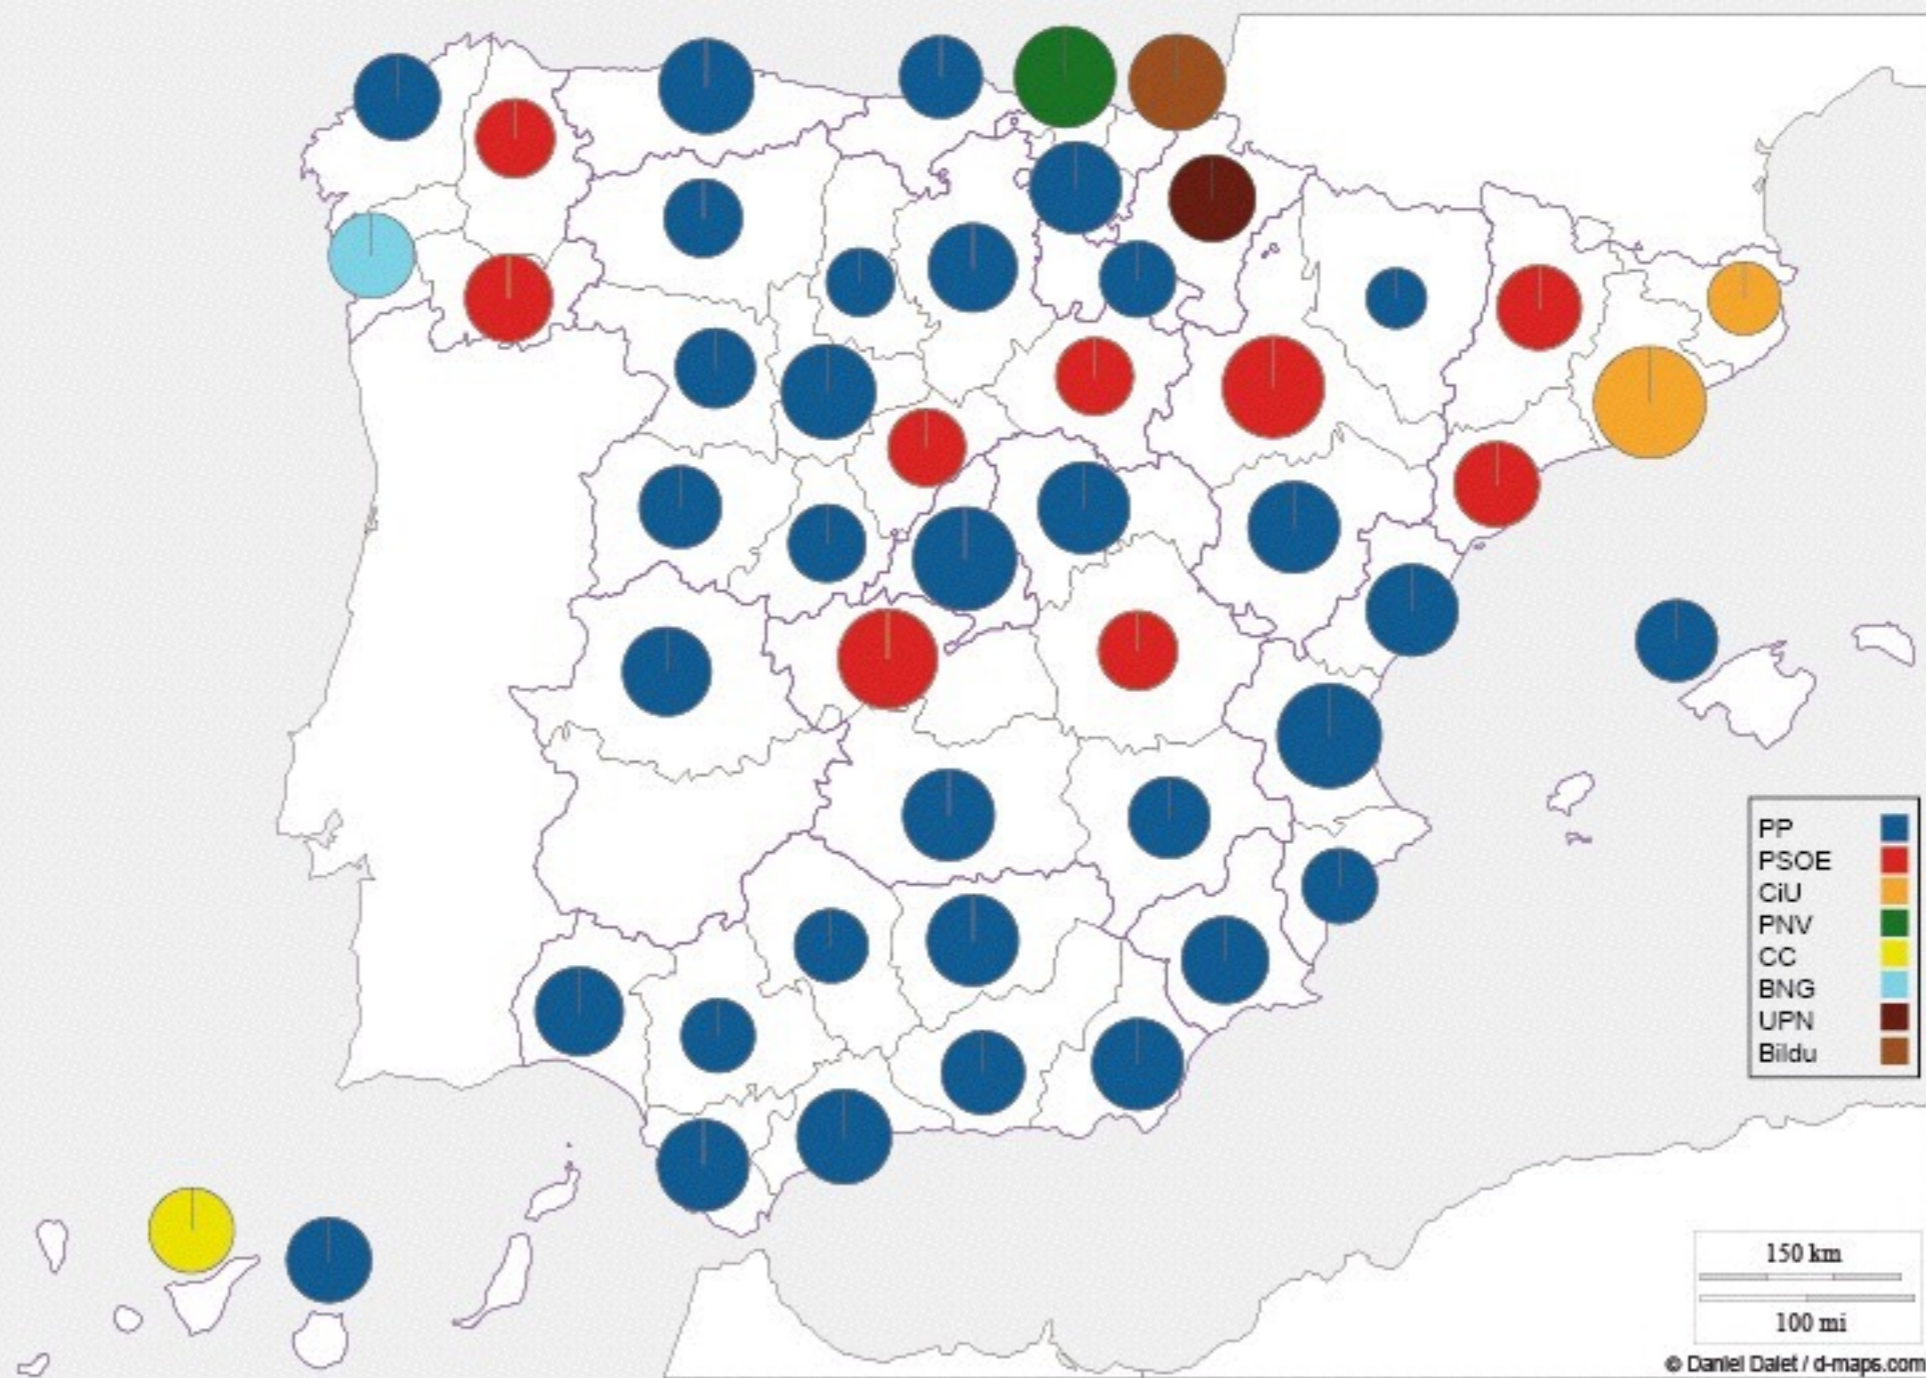 PP
PSOE
CiU
PNV
CC
BNG
UPN
Bildu
150 km
100 mi
© Daniel Dalet / d-maps.com